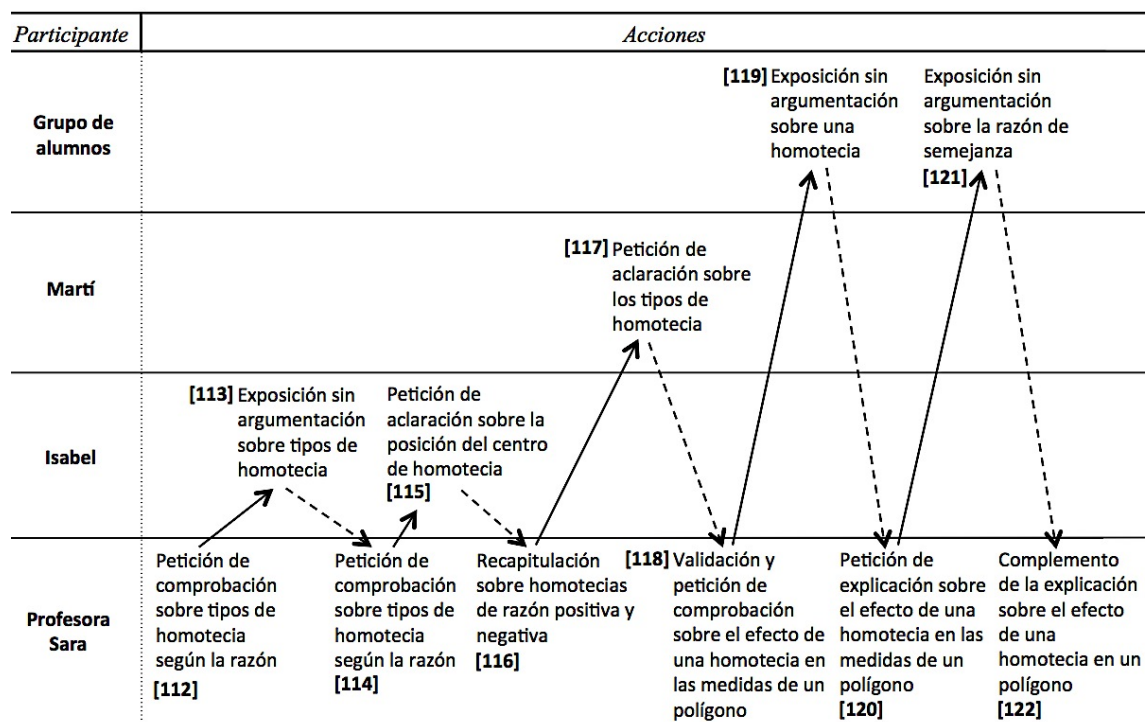 Participante
Acciones
Grupo de
alumnos
[119] Exposición sin
argumentación
sobre una
homotecia
Exposición sin
argumentación
sobre la razón de
semejanza
[121]
Martí
[117] Petición de
aclaración sobre
los tipos de
homotecia
Isabel
[113] Exposición sin
argumentación
sobre tipos de
homotecia
Petición de
aclaración sobre la
posición del centro
de homotecia
[115]
Profesora
Sara
Petición de
comprobación
sobre tipos de
homotecia
según la razón
[112]
Petición de
comprobación
sobre tipos de
homotecia
según la razón
[114]
Recapitulación
sobre homotecias
de razón positiva y
negativa
[116]
[118] Validación y
petición de
comprobación
sobre el efecto de
una homotecia en
las medidas de un
polígono
Petición de
explicación sobre
el efecto de una
homotecia en las
medidas de un
polígono
[120]
Complemento
de la explicación
sobre el efecto
de una
homotecia en un
polígono
[122]